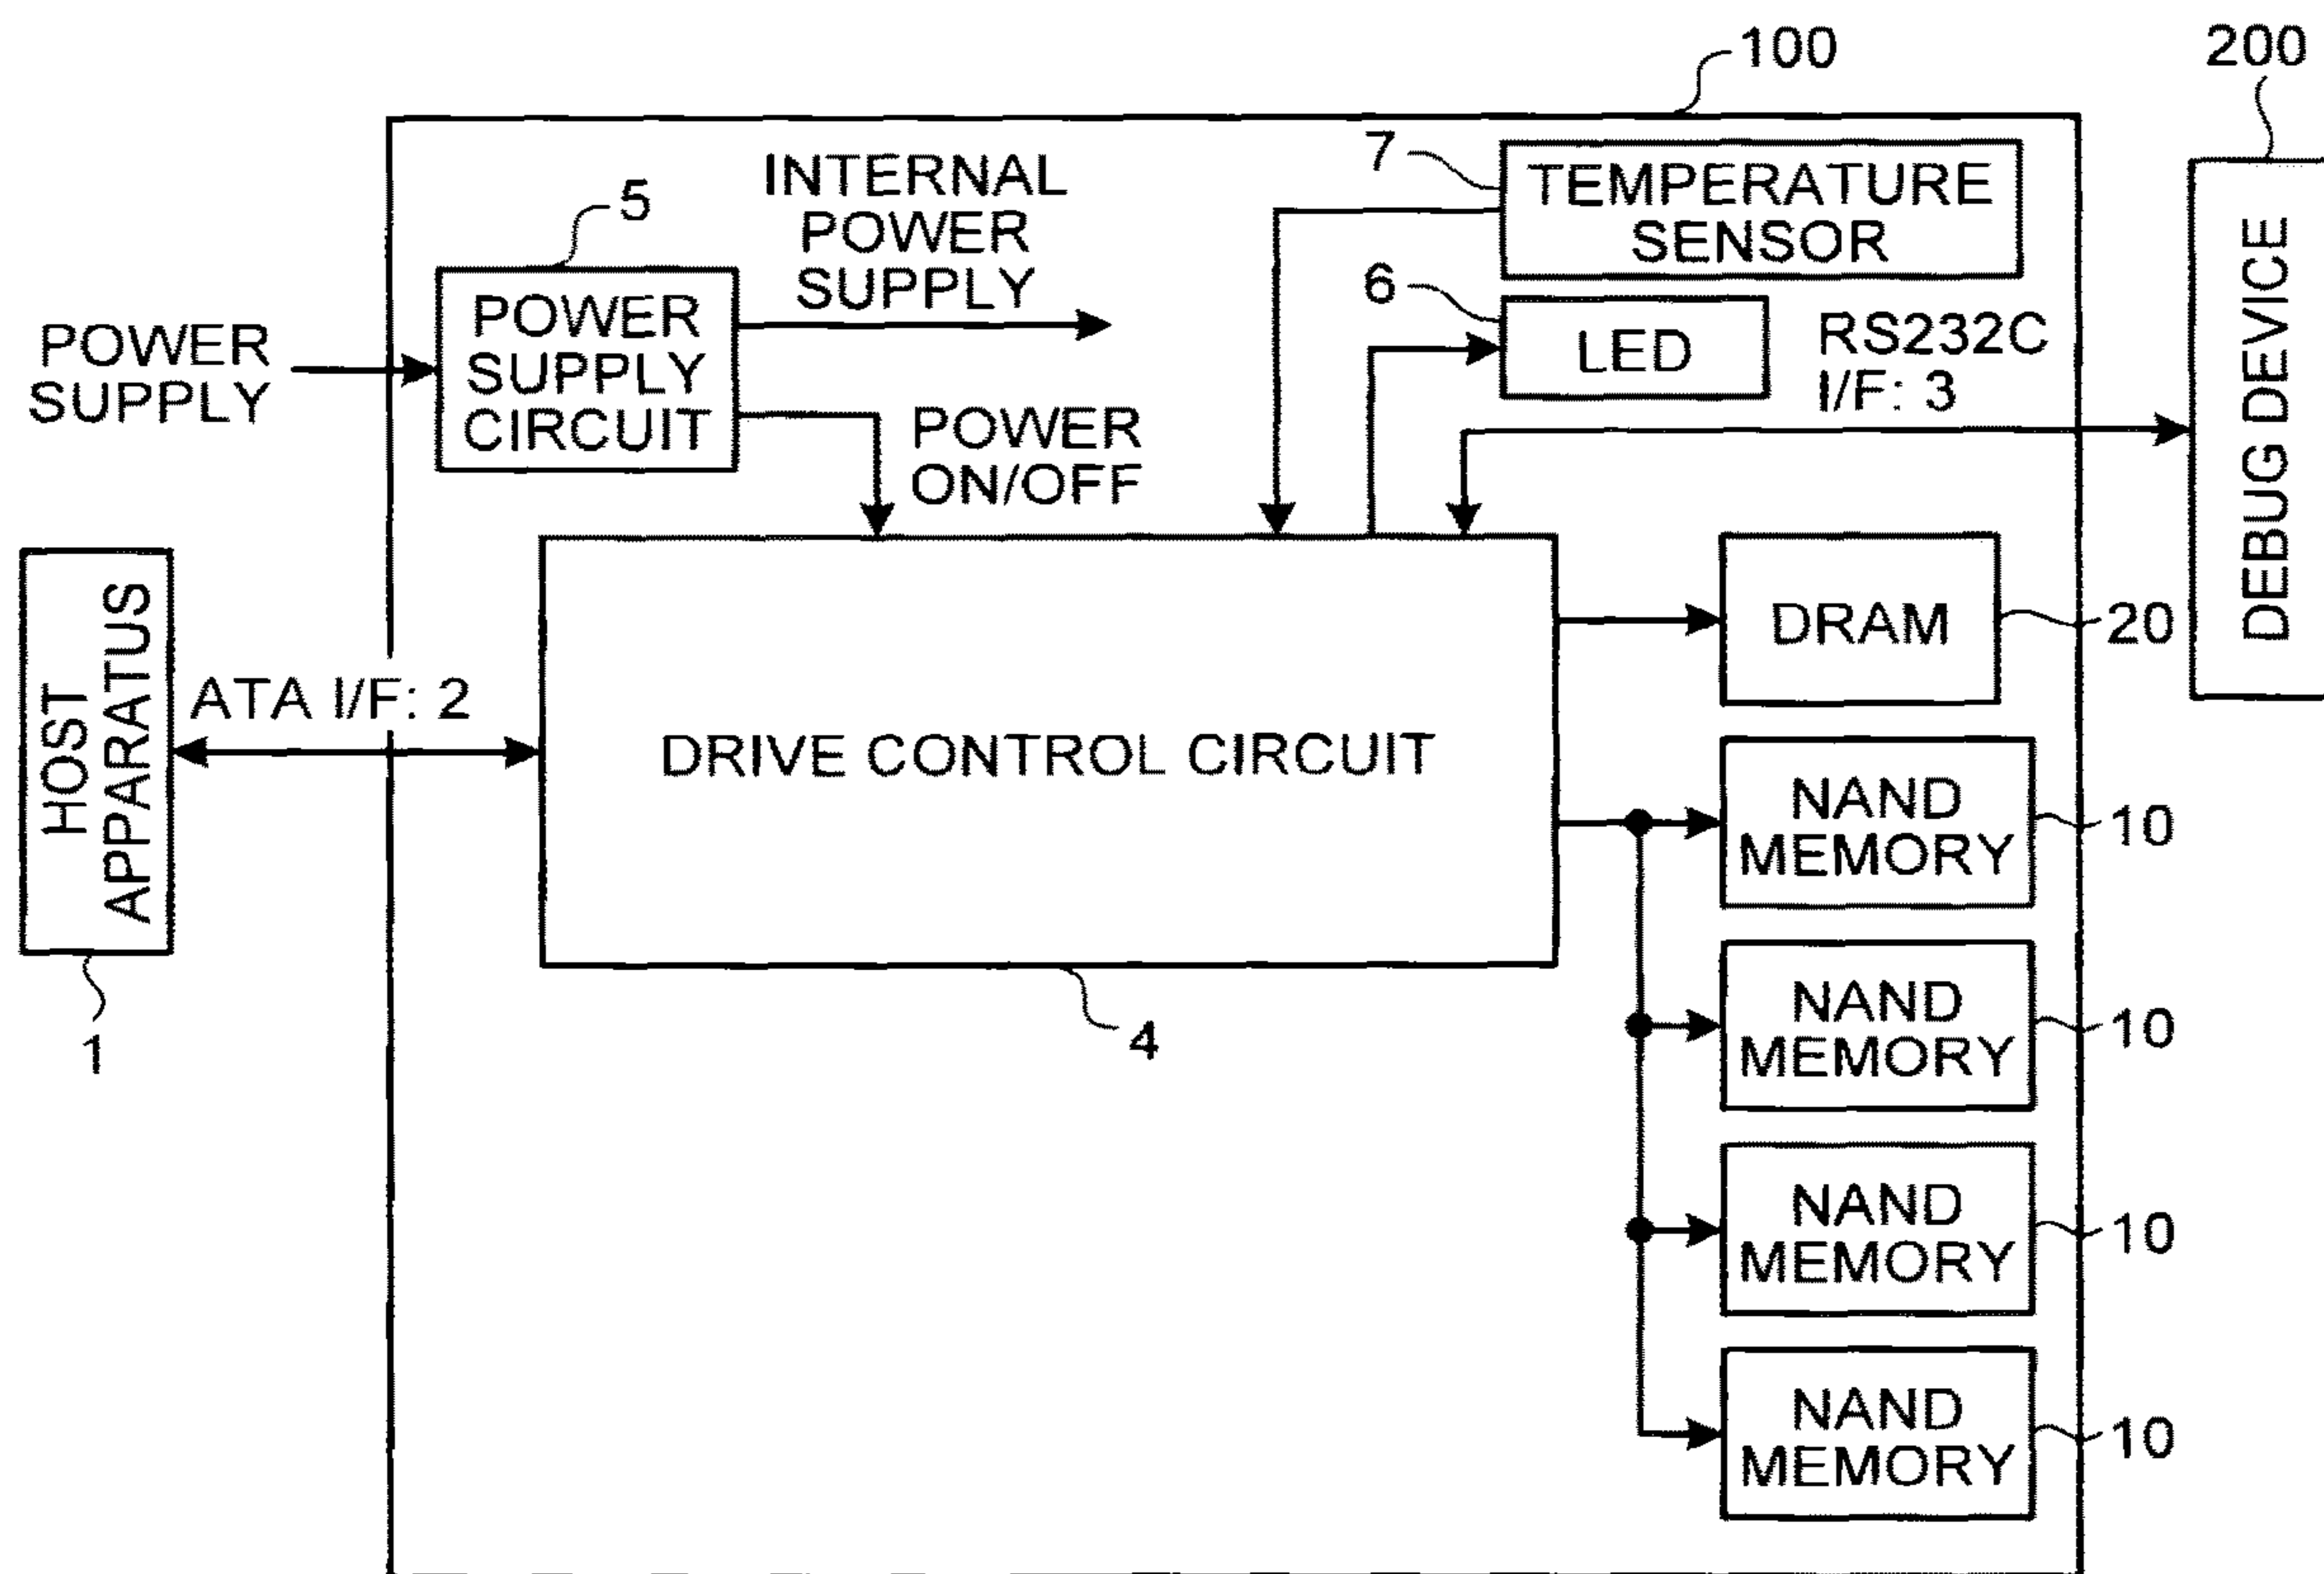 100
200
7
TEMPERATURE
SENSOR
INTERNAL
POWER
SUPPLY
5
POWER
SUPPLY
CIRCUIT
POWER
SUPPLY
6
LED
RS232C
I/F: 3
DEBUG DEVICE
POWER
ON/OFF
HOST
APPARATUS
1
ATA I/F: 2
DRIVE CONTROL CIRCUIT
4
DRAM
20
NAND
MEMORY
10
NAND
MEMORY
10
NAND
MEMORY
10
NAND
MEMORY
10